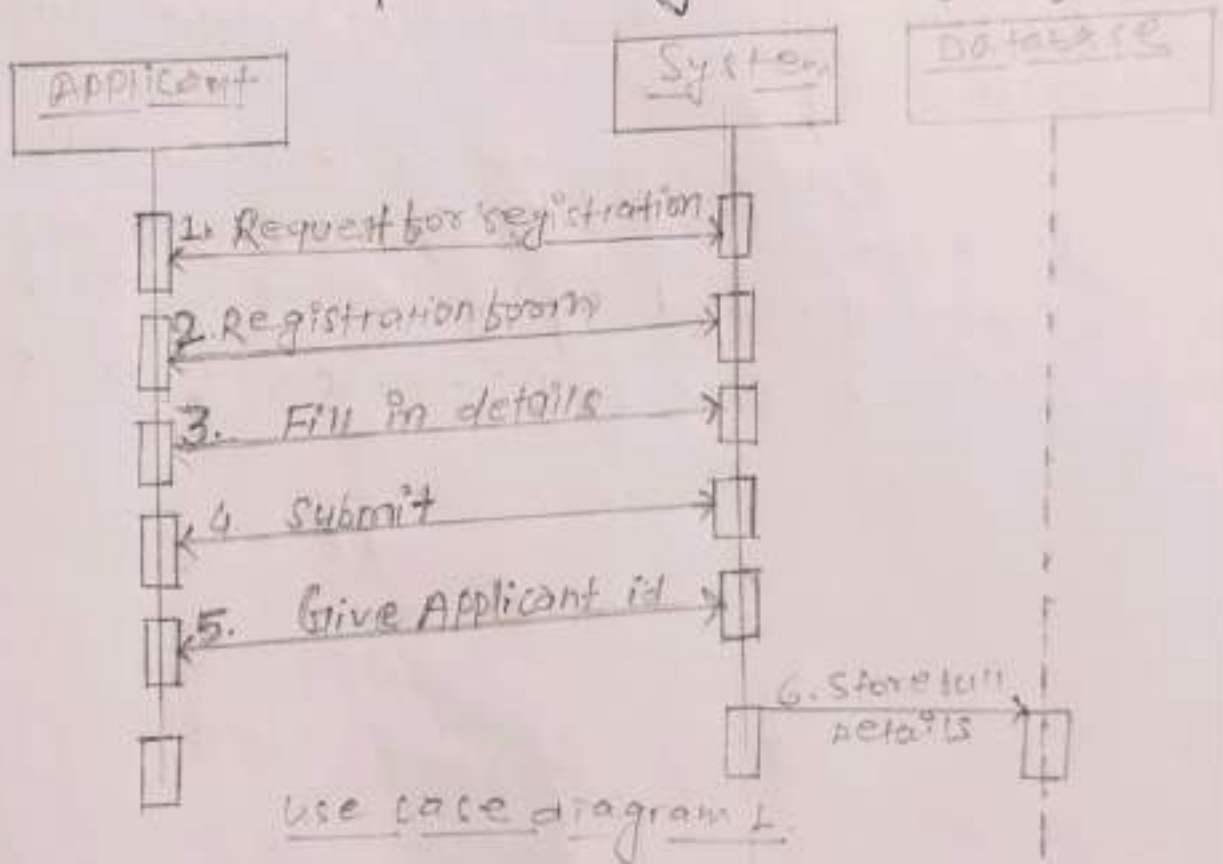 Applicant
System
Database
1. Request for registration
2. Registration form
3. Fill in details
4 Submit
5. Give Applicant id
6. Store
Details
Use case diagram 1.